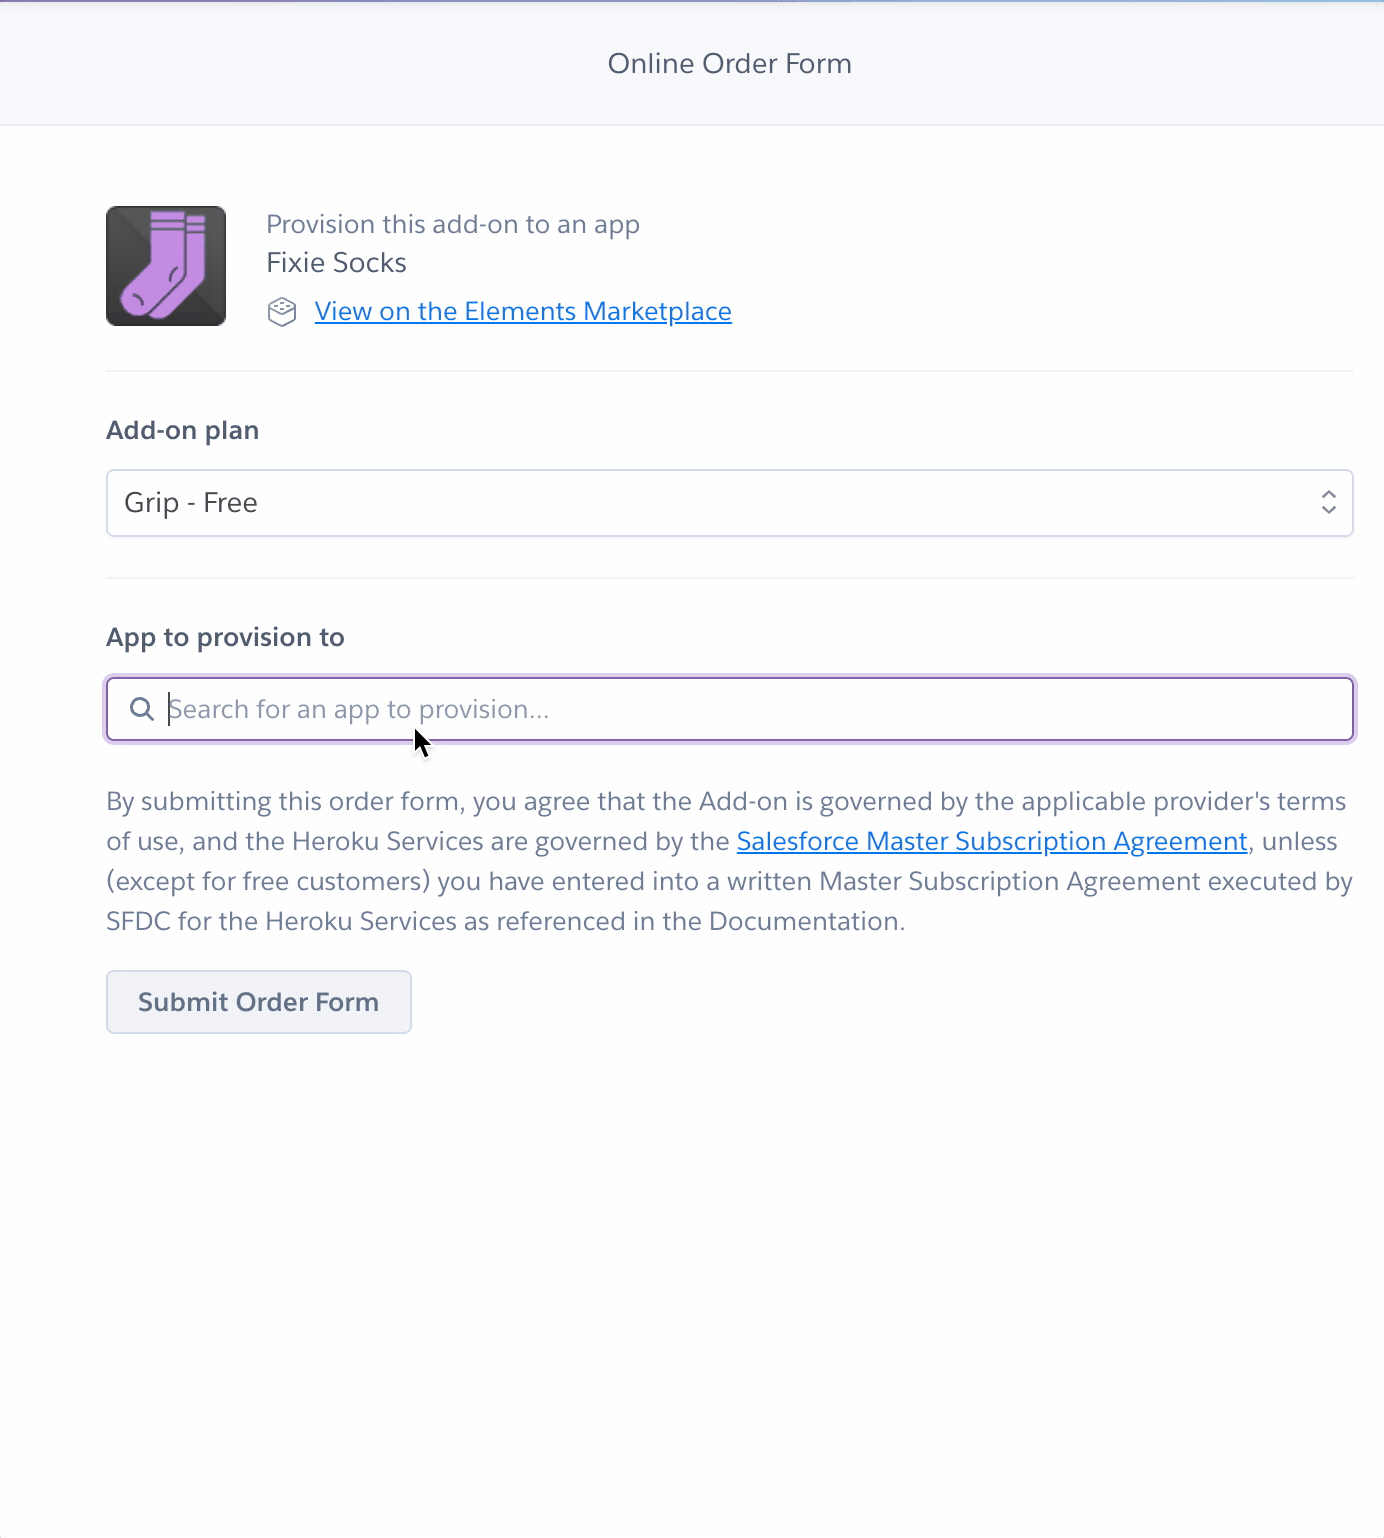 Online Order Form
Provision this add-on to an app
Fixie Socks
View on the Elements Marketplace
Add-on plan
Grip - Free
App to provision to
Search for an app to provision...
By submitting this order form, you agree that the Add-on is governed by the applicable provider's terms
of use, and the Heroku Services are governed by the Salesforce Master Subscription Agreement, unless
(except for free customers) you have entered into a written Master Subscription Agreement executed by
SFDC for the Heroku Services as referenced in the Documentation.
Submit Order Form